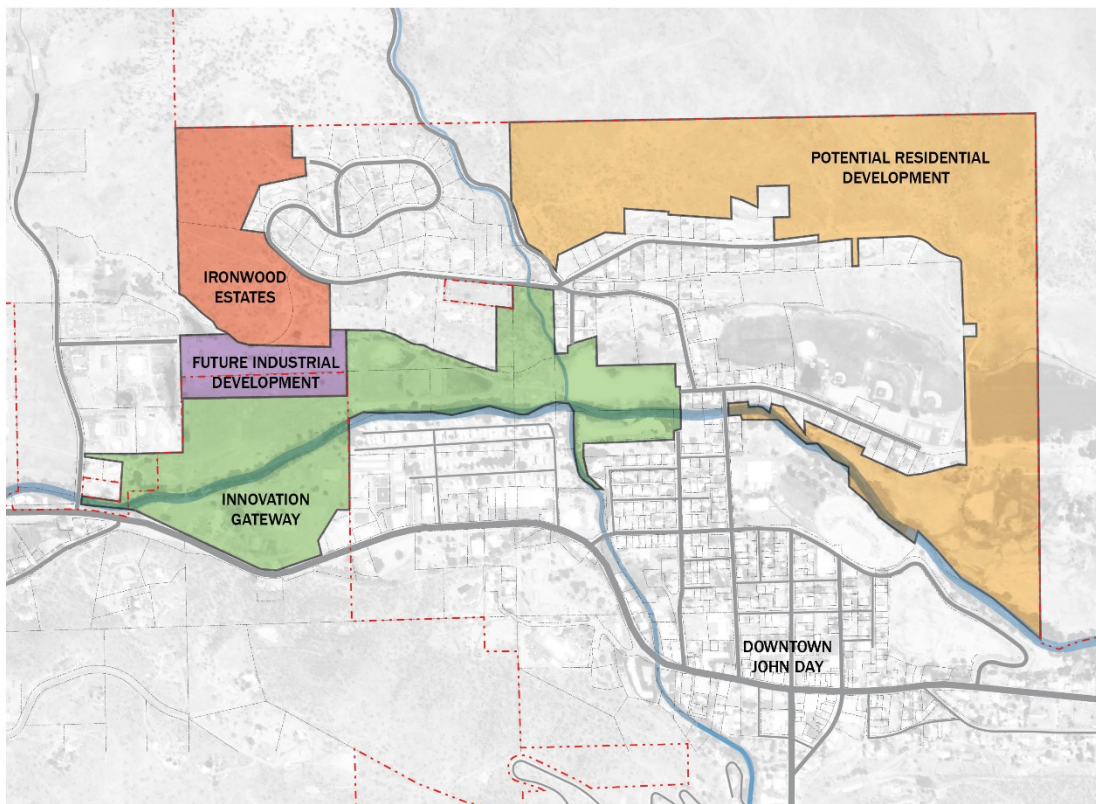 POTENTIAL RESIDENTIAL
DEVELOPMENT
IRONWOOD
ESTATES
FUTURE INDUSTRIAL
DEVELOPMENT
INNOVATION
GATEWAY
DOWNTOWN
JOHN DAY